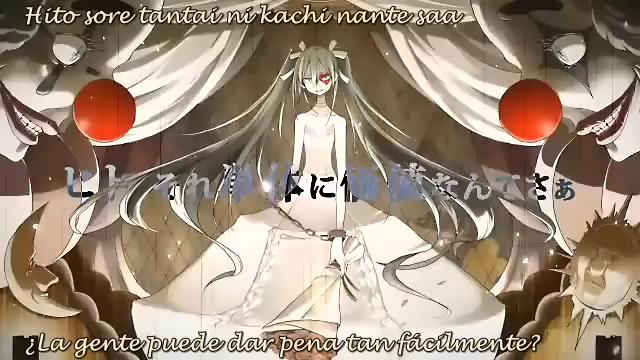 Hito sore tantai ni kachi nante saa
ヒト それ単体に価値なんてさぁ
¿La gente puede dar pena tan fácilmente?